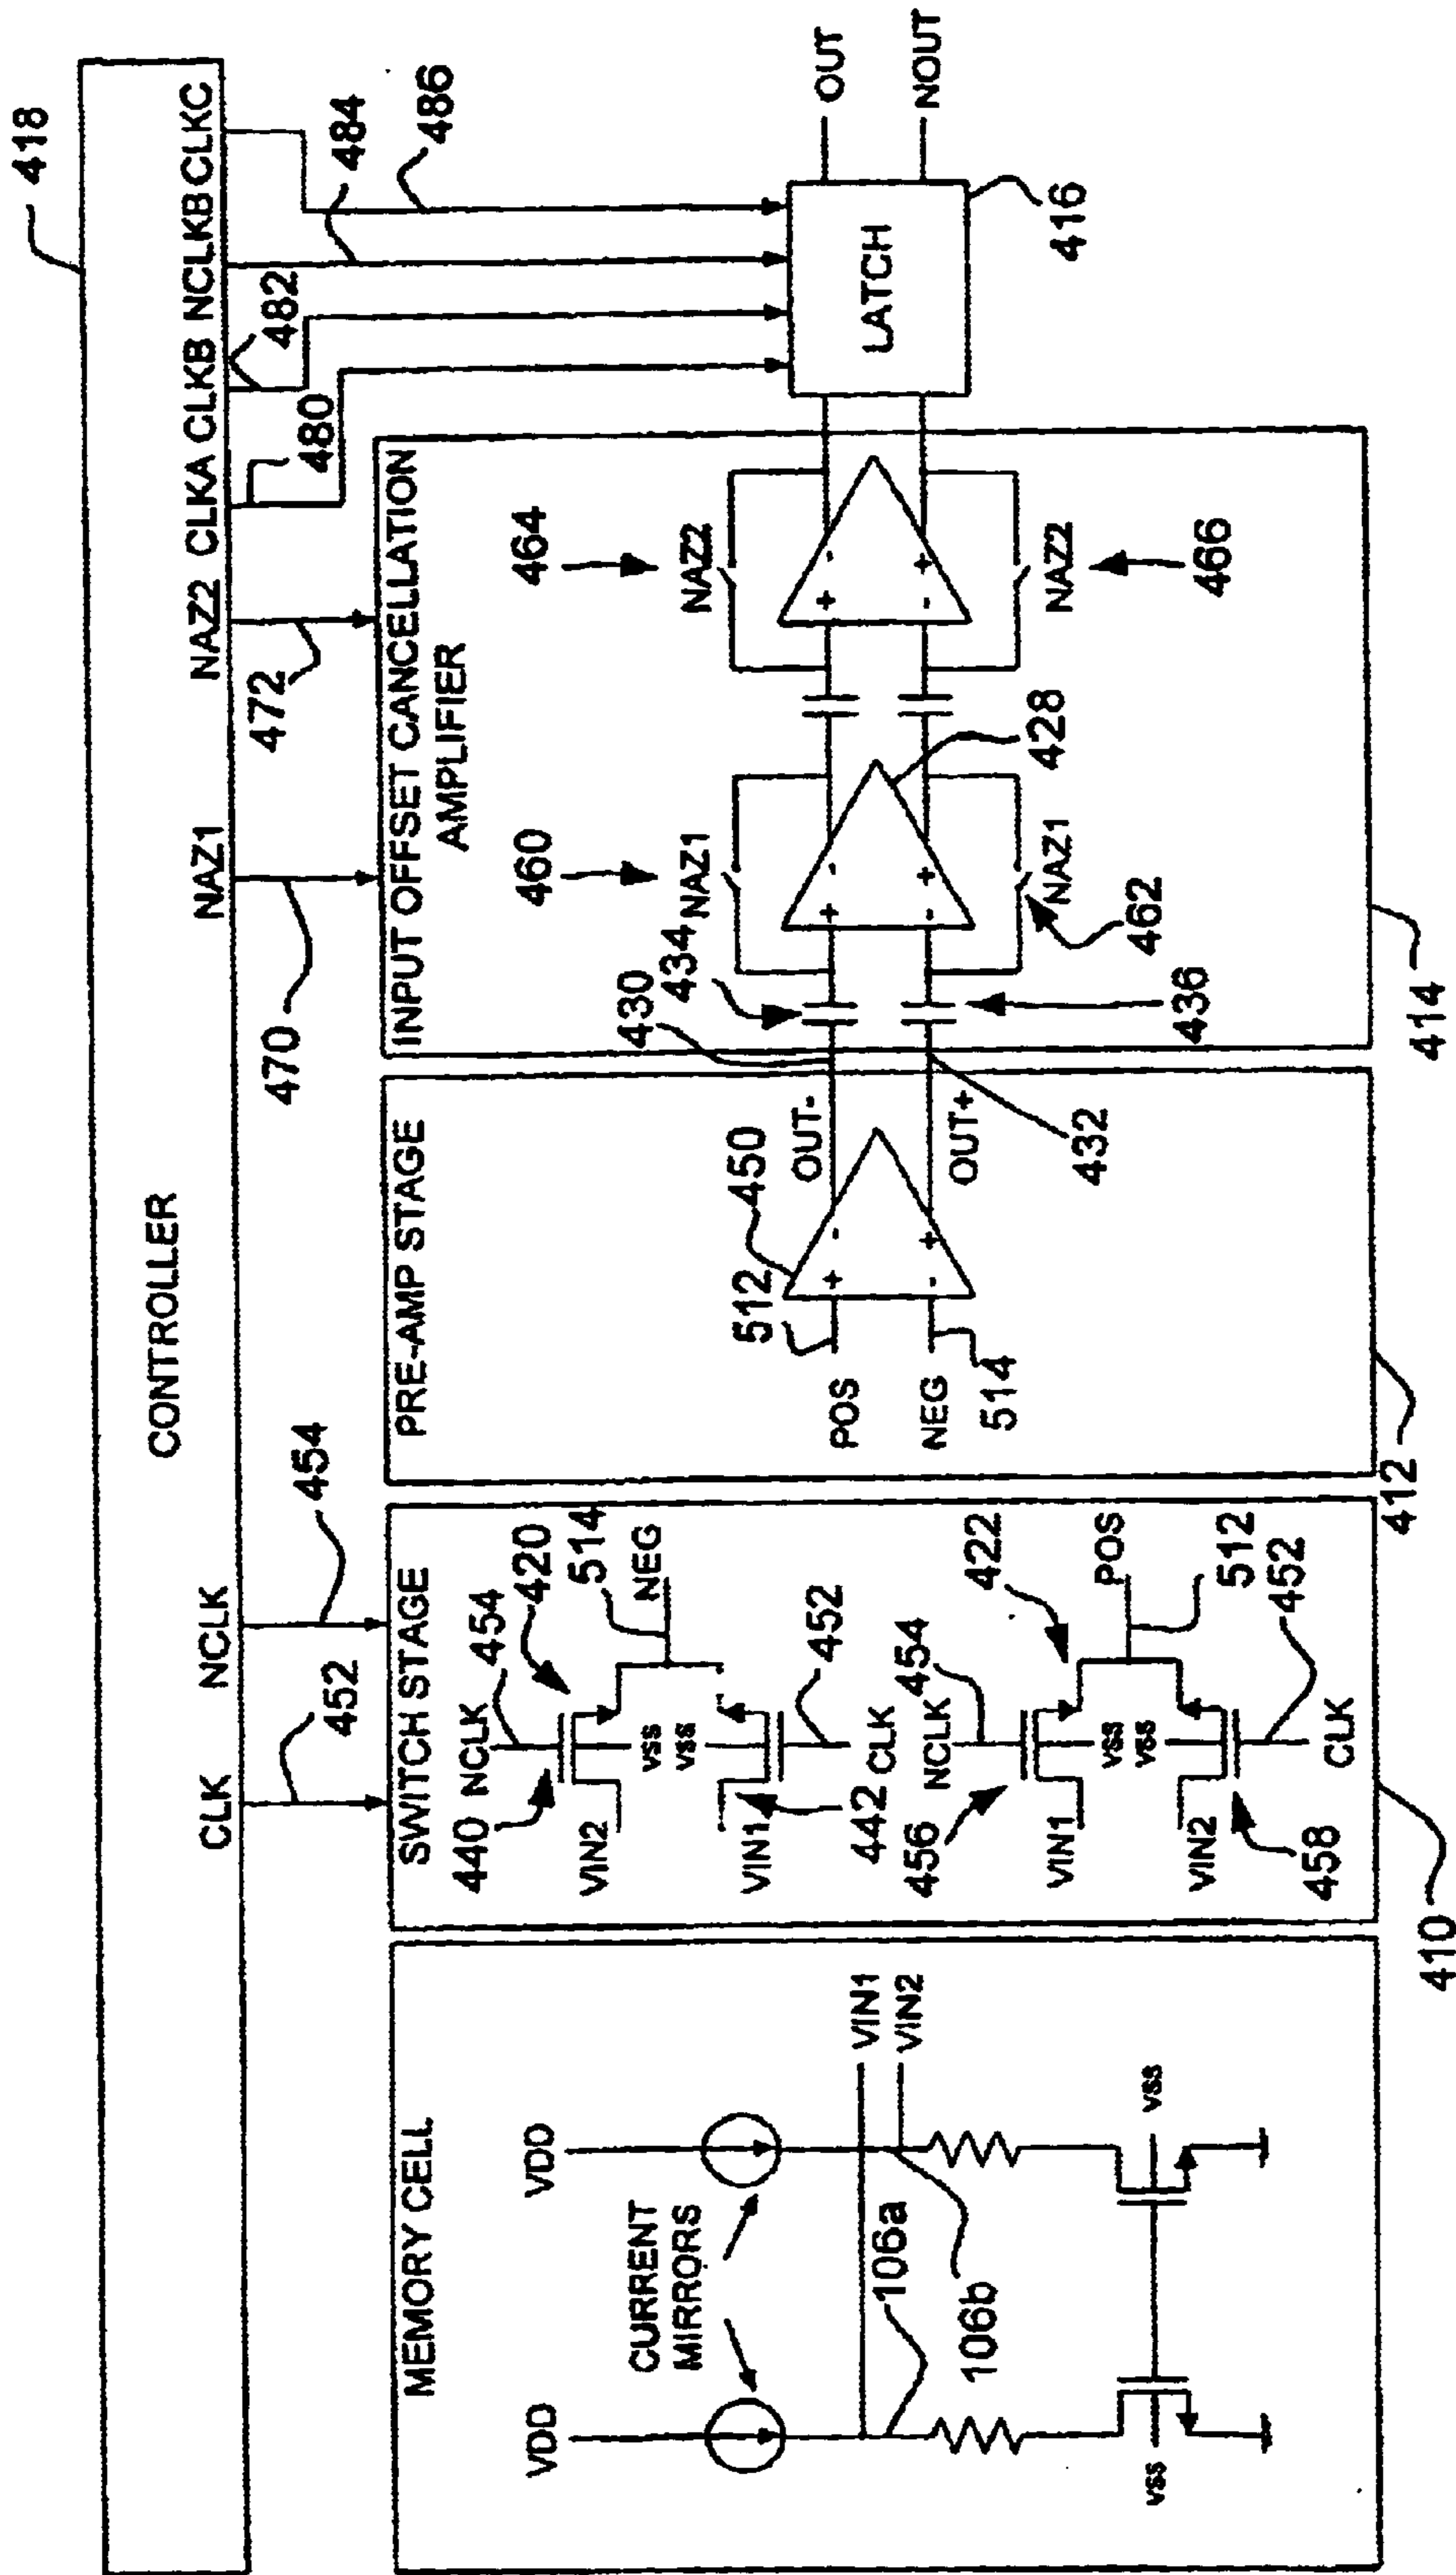 418
CONTROLLER
CLK
NCLK
NAZ1
NAZ2
CLKA
CLKB
NCLKB
CLKC
452
454
470
472
480
482
484
486
MEMORY CELL
VDD
VDD
CURRENT
MIRRORS
VIN1
VIN2
106a
106b
vss
vss
SWITCH STAGE
440
NCLK
454
420
514
NEG
VIN2
vss
vss
VIN1
442
CLK
452
NCLK
454
422
POS
512
456
VIN1
vss
vss
VIN2
458
CLK
452
410
PRE-AMP STAGE
512
450
POS
NEG
514
+
-
-
+
OUT-
OUT+
432
412
INPUT OFFSET CANCELLATION
AMPLIFIER
430
434
436
460
NAZ1
+
-
-
+
428
NAZ1
462
464
NAZ2
+
-
-
+
NAZ2
466
414
LATCH
416
OUT
NOUT